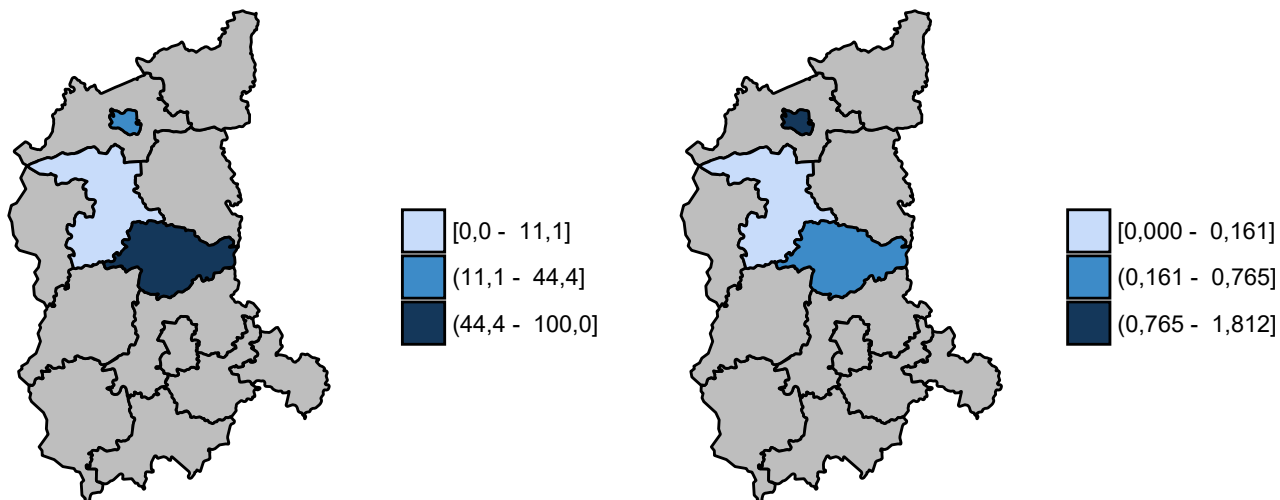 [0,0 - 11,1]
(11,1 - 44,4]
(44,4 - 100,0]
[0,000 - 0,161]
(0,161 - 0,765]
(0,765 - 1,812]